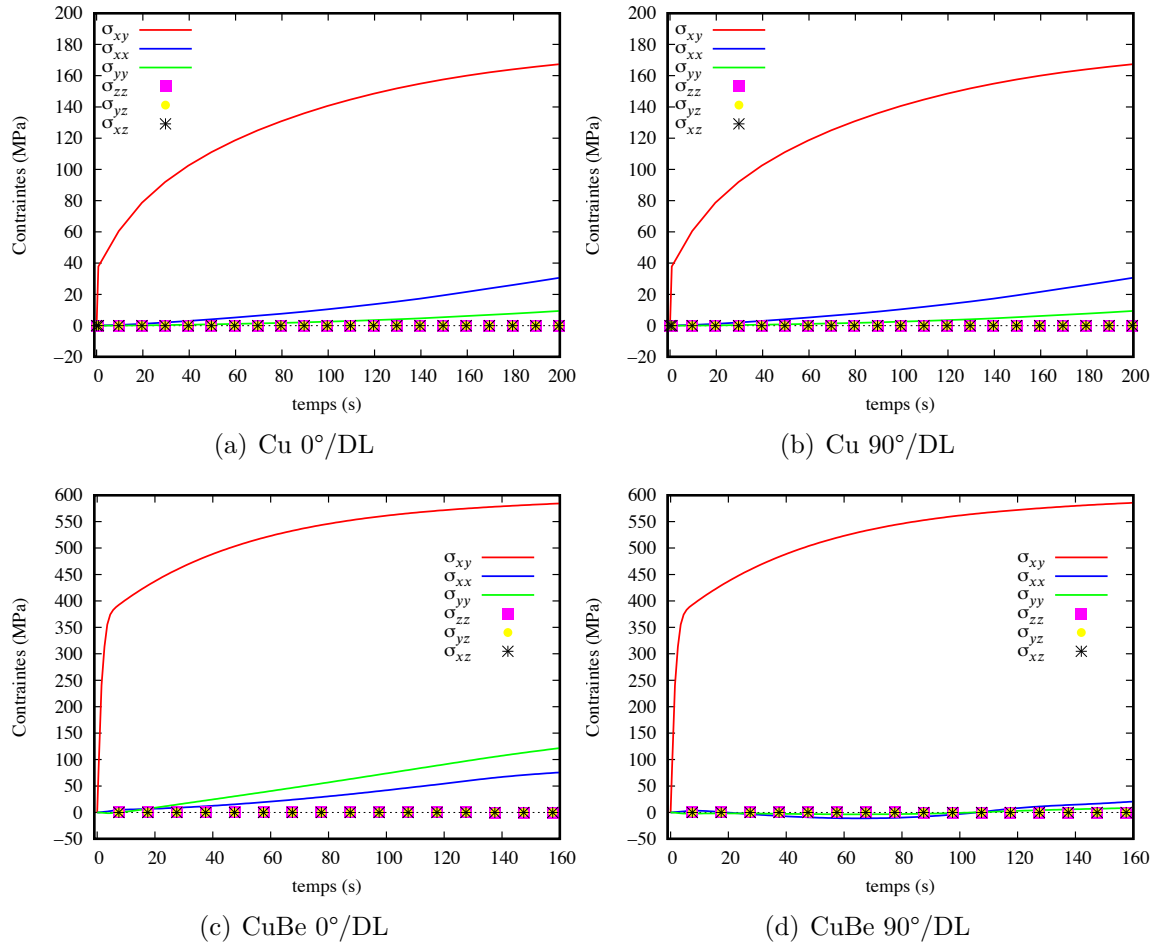 200
180
160
140
120
100
80
60
40
20
0
−20
Contraintes (MPa)
σxy
σxx
σyy
σzz
σyz
σxz
0 20 40 60 80 100 120 140 160 180 200
temps (s)
(a) Cu 0°/DL
200
180
160
140
120
100
80
60
40
20
0
−20
Contraintes (MPa)
σxy
σxx
σyy
σzz
σyz
σxz
0 20 40 60 80 100 120 140 160 180 200
temps (s)
(b) Cu 90°/DL
600
550
500
450
400
350
300
250
200
150
100
50
0
−50
Contraintes (MPa)
σxy
σxx
σyy
σzz
σyz
σxz
0 20 40 60 80 100 120 140 160
temps (s)
(c) CuBe 0°/DL
600
550
500
450
400
350
300
250
200
150
100
50
0
−50
Contraintes (MPa)
σxy
σxx
σyy
σzz
σyz
σxz
0 20 40 60 80 100 120 140 160
temps (s)
(d) CuBe 90°/DL